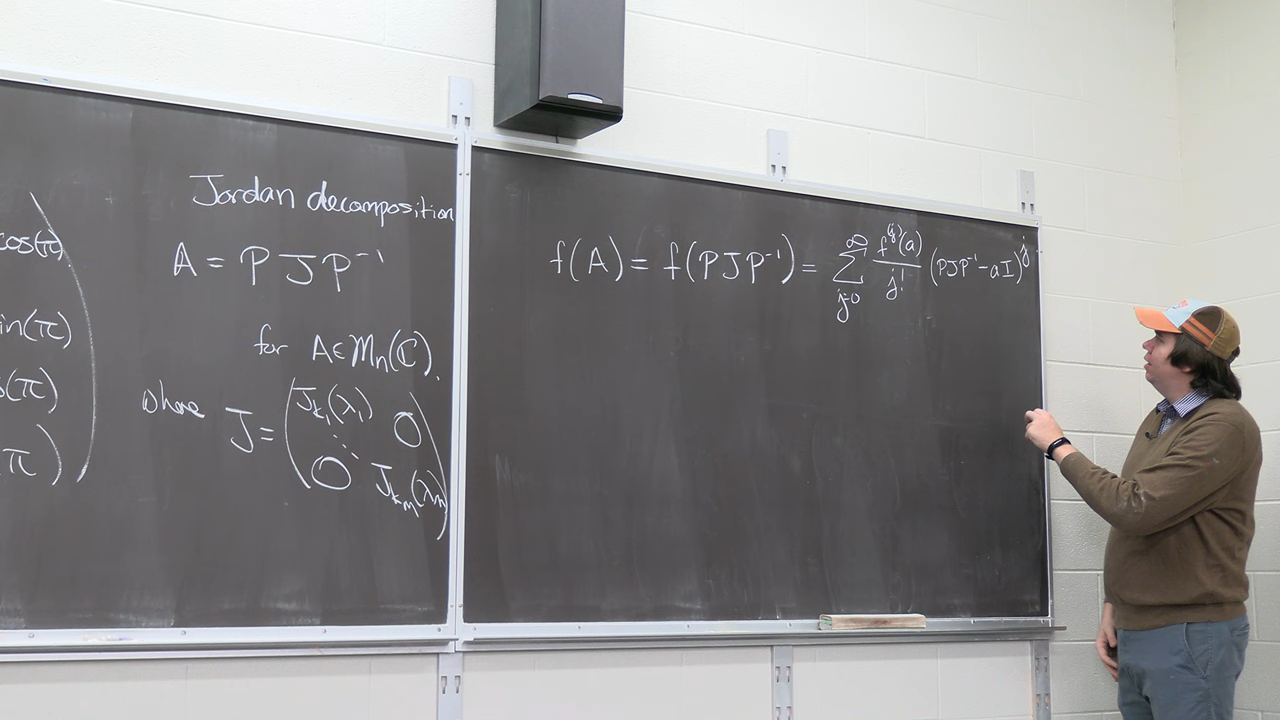 cos(π)
in(π)
s(π)
π)
Jordan decomposition
A = PJP⁻¹
for A∈Mn(ℂ).
where J = (Jk₁(λ₁) 0
⋱
0 Jkm(λm))
f(A) = f(PJP⁻¹) = ∑_{j=0}^{∞} f^{(j)}(a)/j! (PJP⁻¹-aI)^j